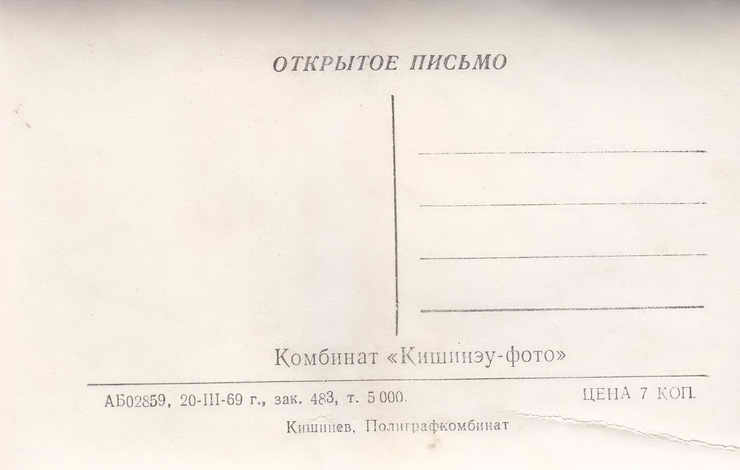 ОТКРЫТОЕ ПИСЬМО
Комбинат «Кишинэу-фото»
АБ02859, 20-III-69 г., зак. 483, т. 5 000.
ЦЕНА 7 КОП.
Кишинев, Полиграфкомбинат